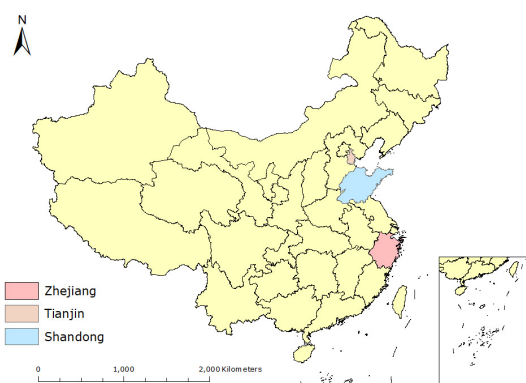 N
Zhejiang
Tianjin
Shandong
0 1,000 2,000 Kilometers